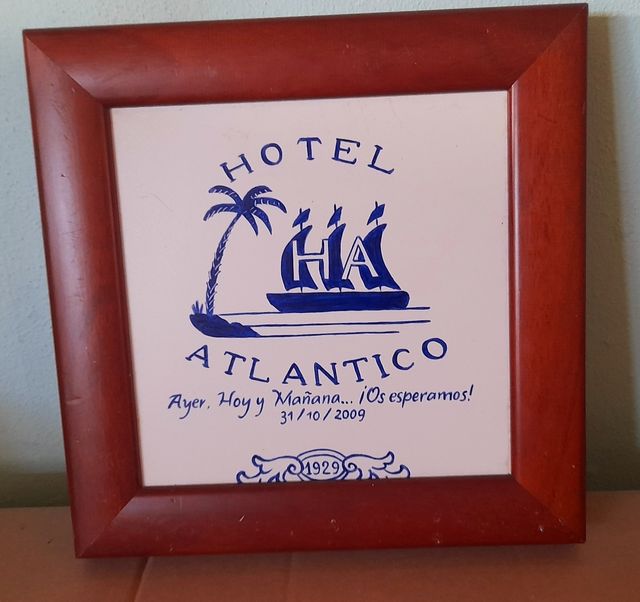 HOTEL
HA
ATLANTICO
Ayer, Hoy y Mañana... ¡Os esperamos!
31/10/2009
1929